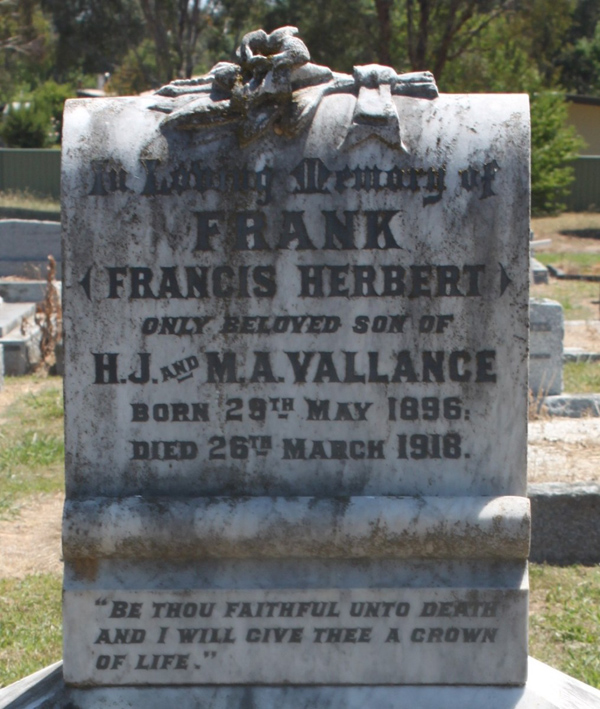 In Loving Memory of
FRANK
(FRANCIS HERBERT)
ONLY BELOVED SON OF
H.J. AND M.A. VALLANCE
BORN 29TH MAY 1896:
DIED 26TH MARCH 1918.
"BE THOU FAITHFUL UNTO DEATH
AND I WILL GIVE THEE A CROWN
OF LIFE."